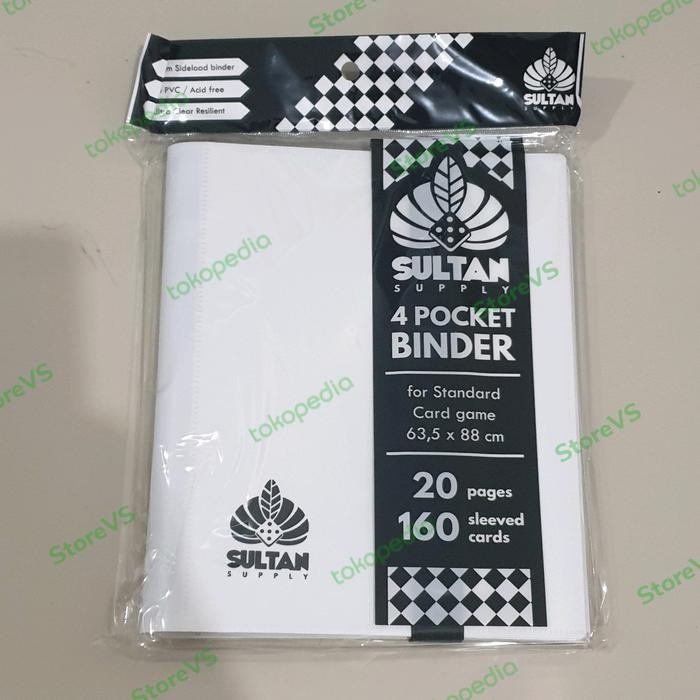 m Sideload binder
PVC / Acid free
Clear Resilient
SULTAN
SUPPLY
SULTAN
SUPPLY
4 POCKET
BINDER
for Standard
Card game
63,5 x 88 cm
20 pages
160 sleeved
cards
SULTAN
SUPPLY
StoreVS
tokopedia
tokopedia
StoreVS
tokopedia
StoreVS
tokopedia
StoreVS
StoreVS
tokopedia
StoreVS
tokopedia
StoreVS
StoreVS
tokopedia